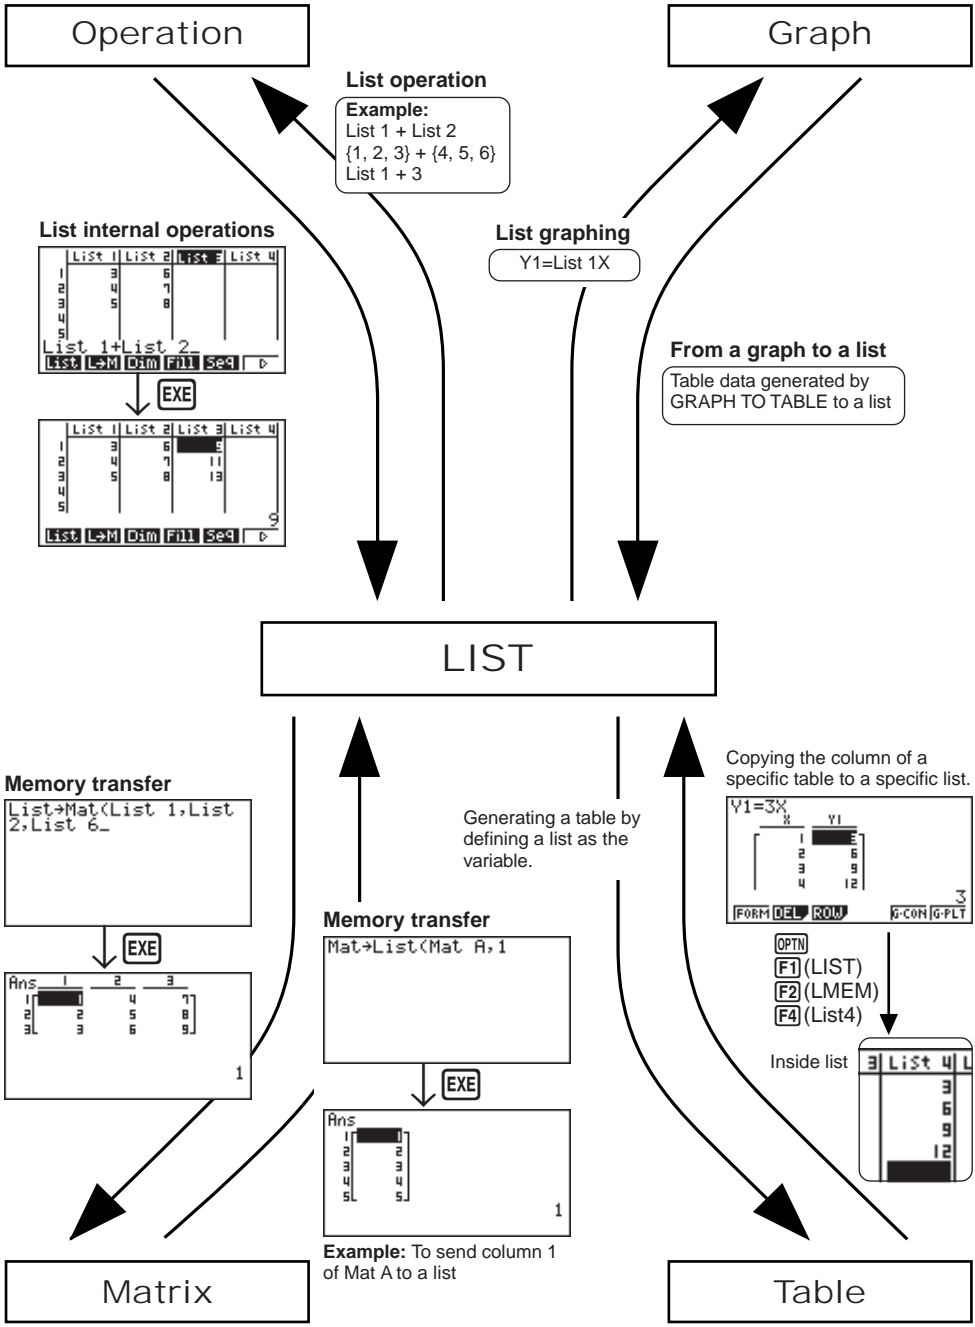 Operation
Graph
List operation
Example:
List 1 + List 2
{1, 2, 3} + {4, 5, 6}
List 1 + 3
List graphing
Y1=List 1X
List internal operations
List 1 List 2 List 3 List 4
1 3 6
2 4 7
3 5 8
4
5
List 1+List 2_
List L→M Dim Fill Seq ▷
EXE
List 1 List 2 List 3 List 4
1 3 6 9
2 4 7 11
3 5 8 13
4
5
9
List L→M Dim Fill Seq ▷
From a graph to a list
Table data generated by
GRAPH TO TABLE to a list
LIST
Memory transfer
List→Mat(List 1,List
2,List 6_
EXE
Ans 1 2 3
1 1 4 7
2 2 5 8
3 3 6 9
1
Memory transfer
Mat→List(Mat A,1
EXE
Ans
1 1
2 2
3 3
4 4
5 5
1
Example: To send column 1
of Mat A to a list
Generating a table by
defining a list as the
variable.
Copying the column of a
specific table to a specific list.
Y1=3X
X Y1
1 3
2 6
3 9
4 12
3
FORM DEL ROW G·CON G·PLT
OPTN
F1(LIST)
F2(LMEM)
F4(List4)
Inside list
3 List 4 L
3
6
9
12
Matrix
Table